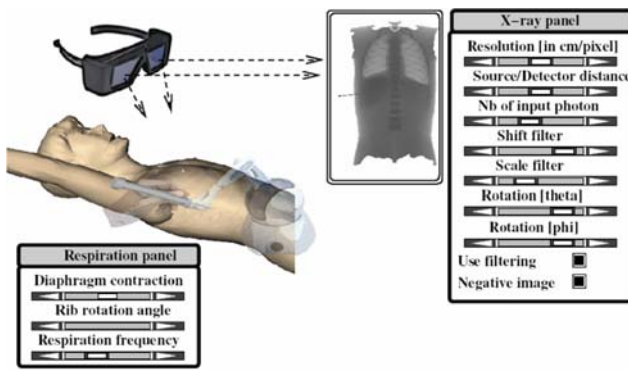 X-ray panel
Resolution [in cm/pixel]
Source/Detector distance
Nb of input photon
Shift filter
Scale filter
Rotation [theta]
Rotation [phi]
Use filtering
Negative image
Respiration panel
Diaphragm contraction
Rib rotation angle
Respiration frequency